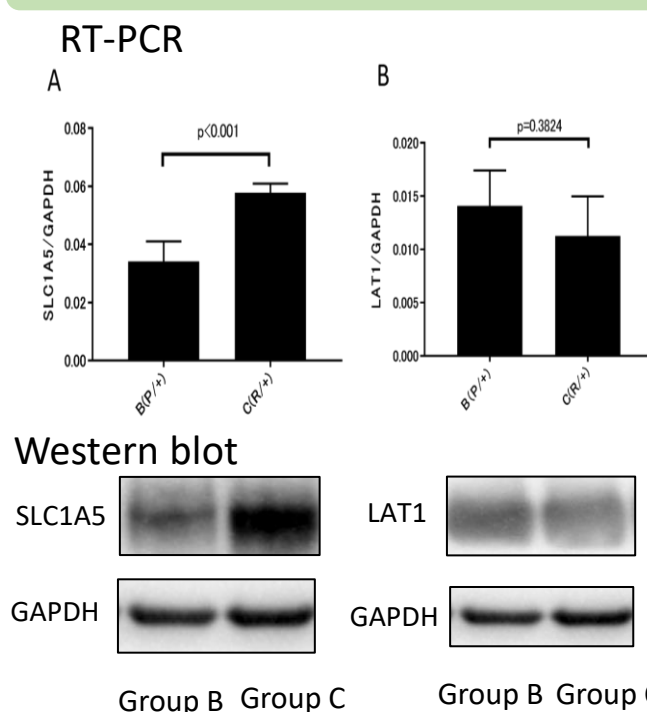 RT-PCR
A
p<0.001
0.08
0.06
0.04
0.02
0.00
SLC1A5/GAPDH
B(P/+)
C(R/+)
B
p=0.3824
0.020
0.015
0.010
0.005
0.000
LAT1/GAPDH
B(P/+)
C(R/+)
Western blot
SLC1A5
LAT1
GAPDH
GAPDH
Group B Group C
Group B Group